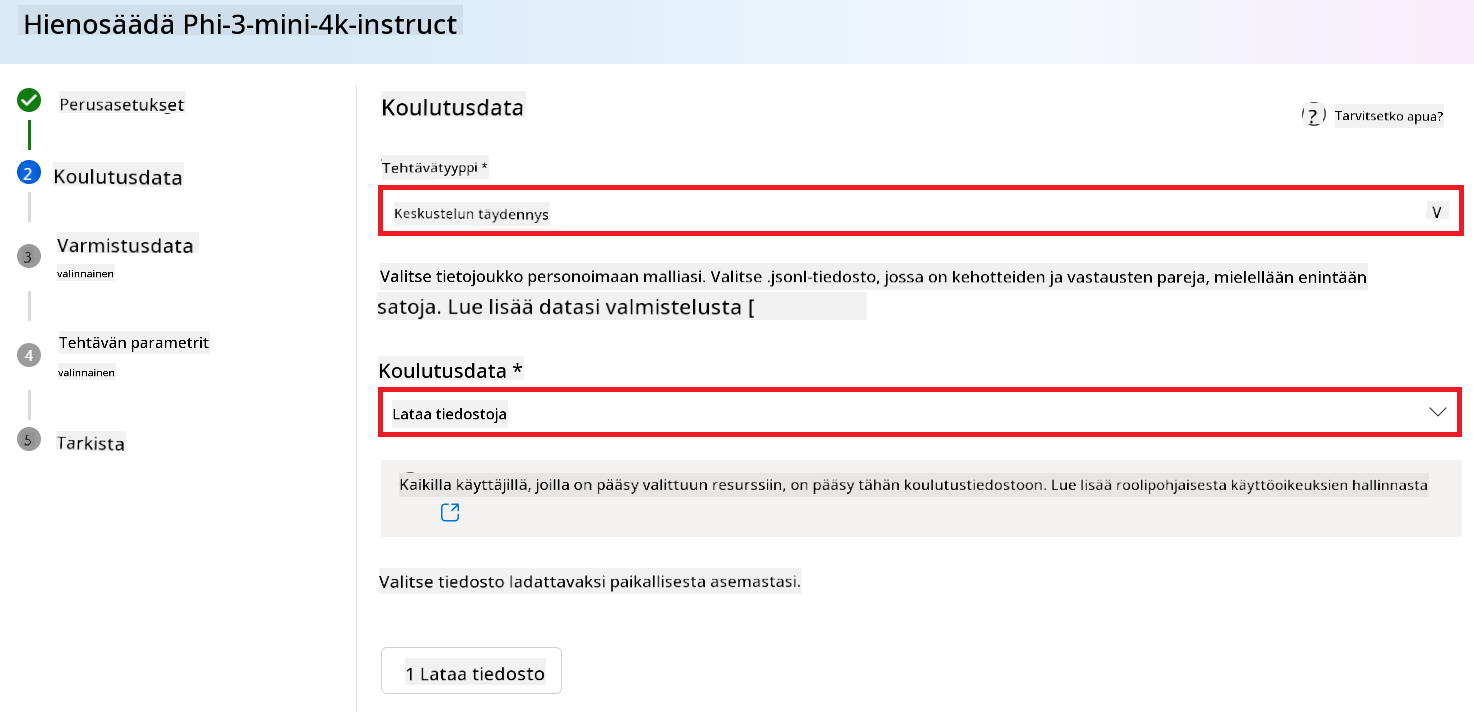 Hienosäädä Phi-3-mini-4k-instruct
Perusasetukset
2 Koulutusdata
3 Varmistusdata
valinnainen
4 Tehtävän parametrit
valinnainen
5 Tarkista
Koulutusdata
? Tarvitsetko apua?
Tehtävätyyppi *
Keskustelun täydennys V
Valitse tietojoukko personoimaan malliasi. Valitse .jsonl-tiedosto, jossa on kehotteiden ja vastausten pareja, mielellään enintään
satoja. Lue lisää datasi valmistelusta [
Koulutusdata *
Lataa tiedostoja
Kaikilla käyttäjillä, joilla on pääsy valittuun resurssiin, on pääsy tähän koulutustiedostoon. Lue lisää roolipohjaisesta käyttöoikeuksien hallinnasta
Valitse tiedosto ladattavaksi paikallisesta asemastasi.
1 Lataa tiedosto